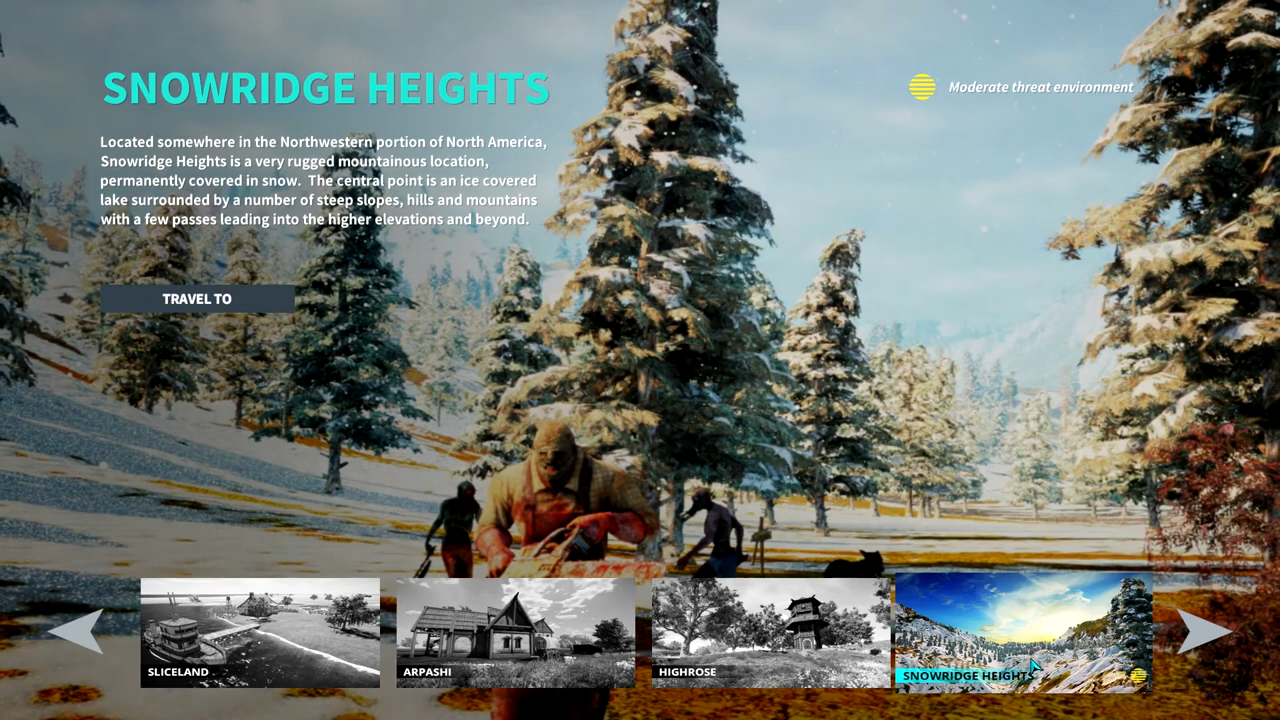 SNOWRIDGE HEIGHTS
Moderate threat environment
Located somewhere in the Northwestern portion of North America,
Snowridge Heights is a very rugged mountainous location,
permanently covered in snow.  The central point is an ice covered
lake surrounded by a number of steep slopes, hills and mountains
with a few passes leading into the higher elevations and beyond.
TRAVEL TO
SLICELAND
ARPASHI
HIGHROSE
SNOWRIDGE HEIGHTS